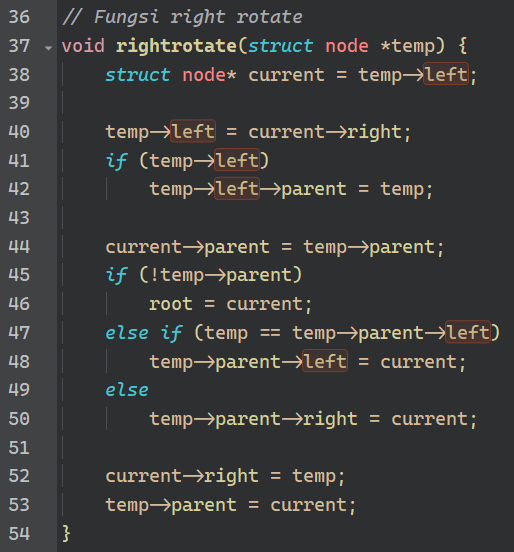 36 // Fungsi right rotate
37 void rightrotate(struct node *temp) {
38     struct node* current = temp->left;
39
40     temp->left = current->right;
41     if (temp->left)
42         temp->left->parent = temp;
43
44     current->parent = temp->parent;
45     if (!temp->parent)
46         root = current;
47     else if (temp == temp->parent->left)
48         temp->parent->left = current;
49     else
50         temp->parent->right = current;
51
52     current->right = temp;
53     temp->parent = current;
54 }